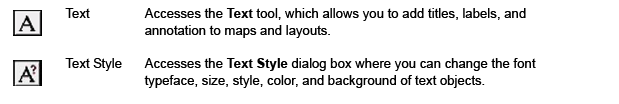 A Text Accesses the Text tool, which allows you to add titles, labels, and
annotation to maps and layouts.
A? Text Style Accesses the Text Style dialog box where you can change the font
typeface, size, style, color, and background of text objects.